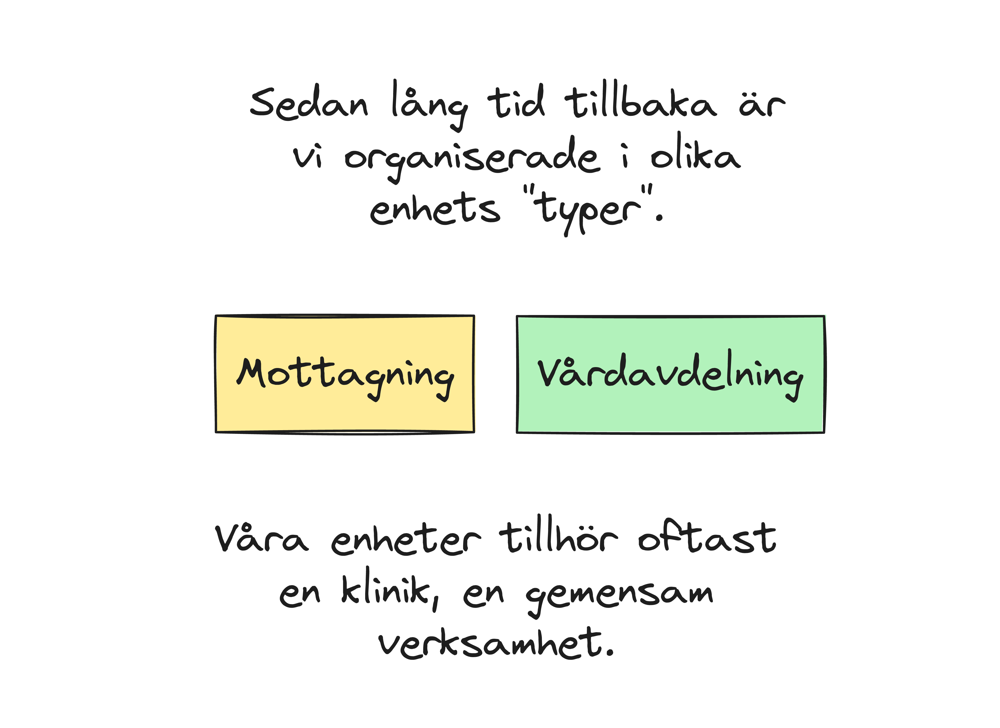 Sedan lång tid tillbaka är
vi organiserade i olika
enhets "typer".
Mottagning
Vårdavdelning
Våra enheter tillhör oftast
en klinik, en gemensam
verksamhet.